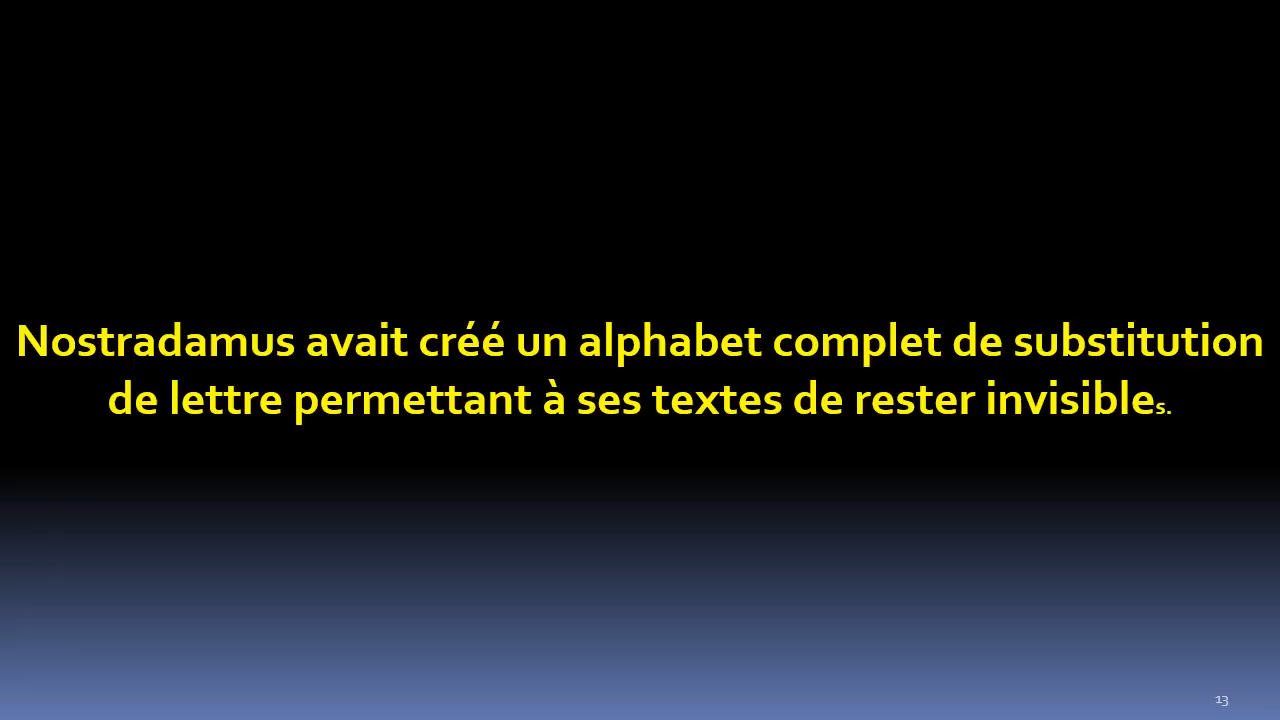 Nostradamus avait créé un alphabet complet de substitution
de lettre permettant à ses textes de rester invisibles.
13